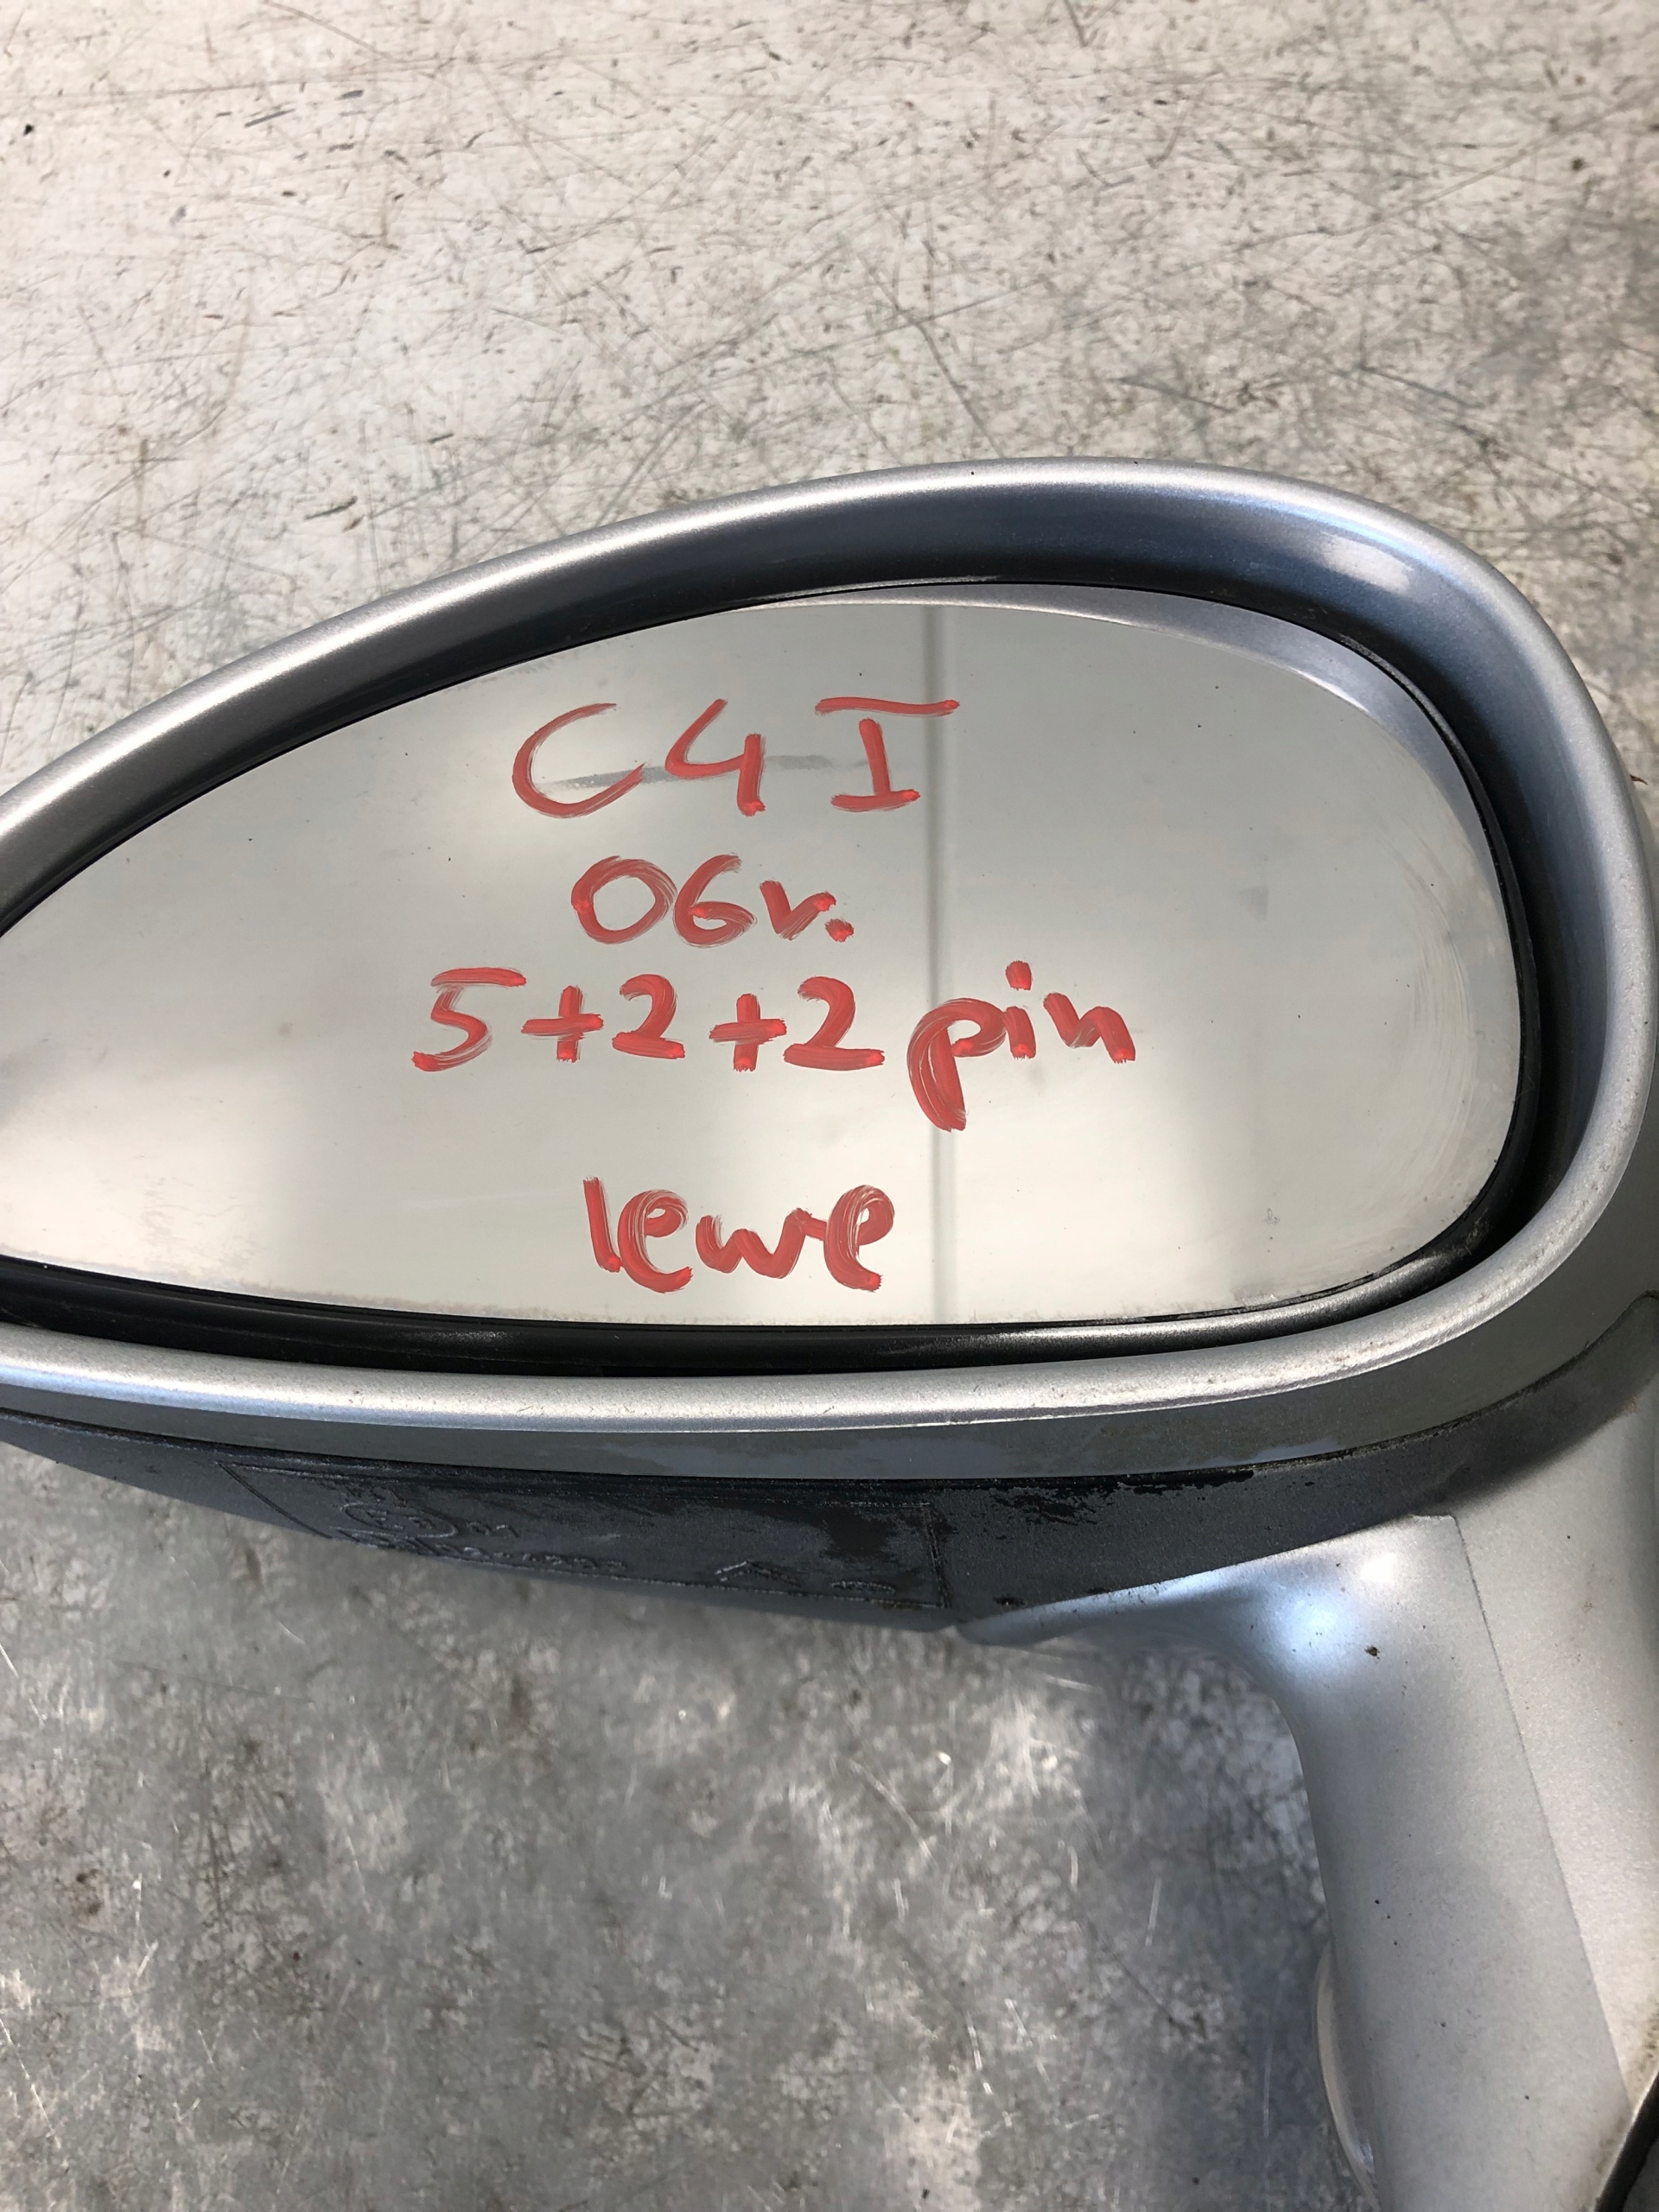 C4 I
06r.
5+2+2 pin
lewe